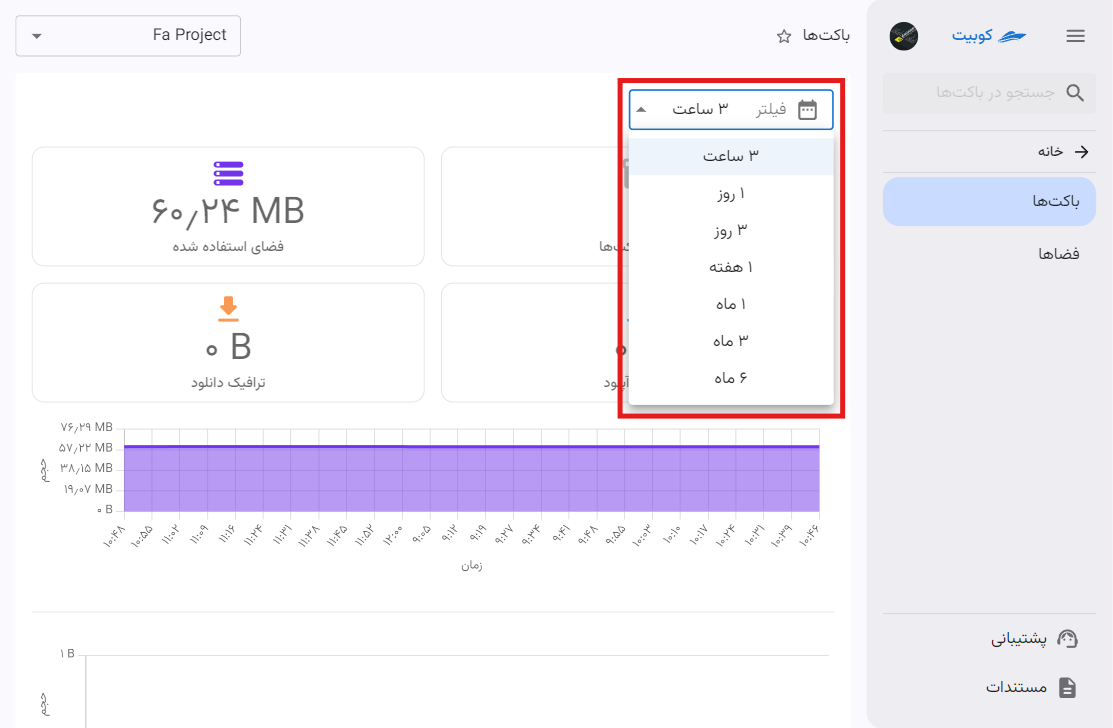 کوبیت
باکت‌ها
Fa Project
جستجو در باکت‌ها
خانه
باکت‌ها
فضاها
پشتیبانی
مستندات
فیلتر
۳ ساعت
۳ ساعت
۱ روز
۳ روز
۱ هفته
۱ ماه
۳ ماه
۶ ماه
۶۰٫۲۴ MB
فضای استفاده شده
۰ B
ترافیک دانلود
۷۶٫۲۹ MB
۵۷٫۲۲ MB
۳۸٫۱۵ MB
۱۹٫۰۷ MB
۰ B
حجم
۱۰:۴۸ ۱۰:۵۵ ۱۱:۰۲ ۱۱:۰۹ ۱۱:۱۶ ۱۱:۲۴ ۱۱:۳۱ ۱۱:۳۸ ۱۱:۴۵ ۱۱:۵۲ ۱۲:۰۰ ۹:۰۵ ۹:۱۲ ۹:۱۹ ۹:۲۷ ۹:۳۴ ۹:۴۱ ۹:۴۸ ۹:۵۵ ۱۰:۰۳ ۱۰:۱۰ ۱۰:۱۷ ۱۰:۲۴ ۱۰:۳۱ ۱۰:۳۹ ۱۰:۴۶
زمان
۱ B
حجم